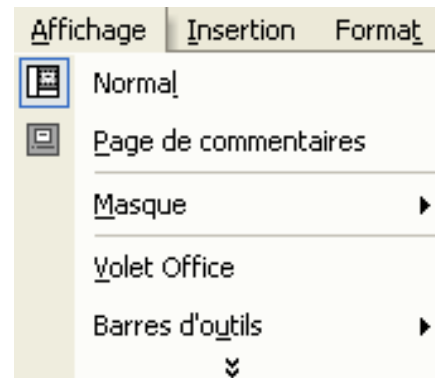 Affichage Insertion Format
Normal
Page de commentaires
Masque
Volet Office
Barres d'outils